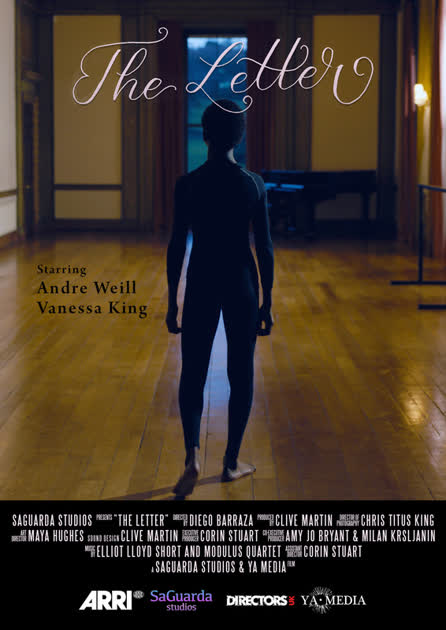 The Letter
Starring
Andre Weill
Vanessa King
SAGUARDA STUDIOS PRESENTS "THE LETTER" DIRECTED BY DIEGO BARRAZA PRODUCED BY CLIVE MARTIN DIRECTOR OF PHOTOGRAPHY CHRIS TITUS KING
ART DIRECTOR MAYA HUGHES SOUND DESIGN CLIVE MARTIN EXECUTIVE PRODUCER CORIN STUART CO-EXECUTIVE PRODUCER AMY JO BRYANT & MILAN KRSLJANIN
MUSIC ELLIOT LLOYD SHORT AND MODULUS QUARTET ASSISTANT DIRECTOR CORIN STUART
A SAGUARDA STUDIOS & YA MEDIA FILM
ARRI SaGuarda studios DIRECTORS UK YA MEDIA